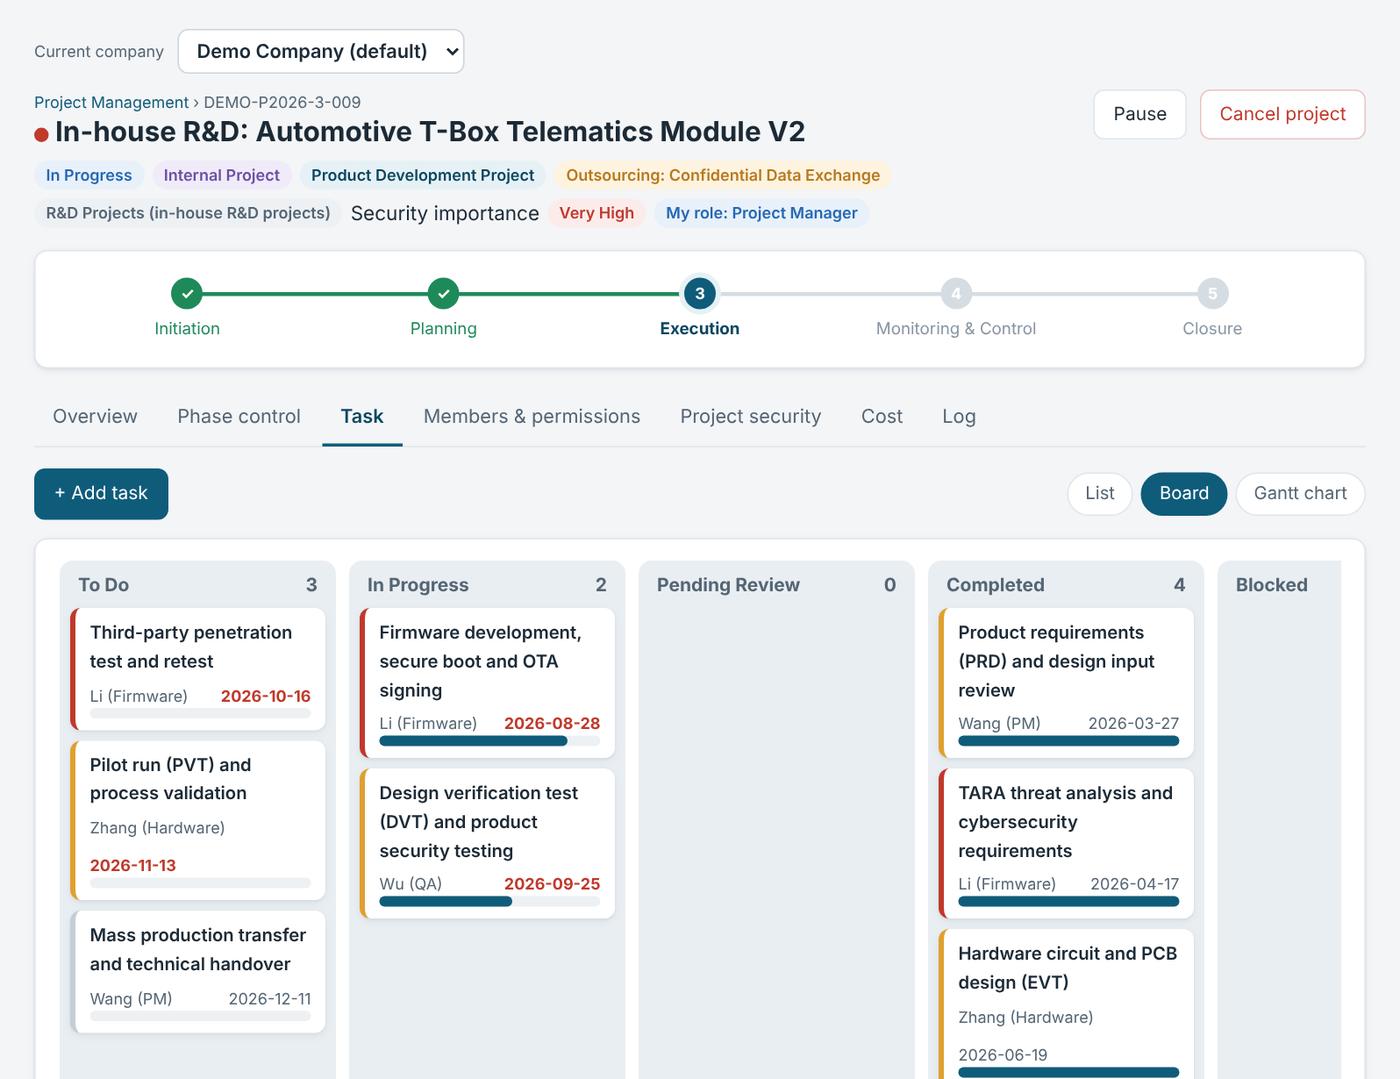 Current company
Demo Company (default)
Project Management › DEMO-P2026-3-009
In-house R&D: Automotive T-Box Telematics Module V2
Pause
Cancel project
In Progress
Internal Project
Product Development Project
Outsourcing: Confidential Data Exchange
R&D Projects (in-house R&D projects)
Security importance
Very High
My role: Project Manager
3
4
5
Initiation
Planning
Execution
Monitoring & Control
Closure
Overview
Phase control
Task
Members & permissions
Project security
Cost
Log
+ Add task
List
Board
Gantt chart
To Do
3
Third-party penetration
test and retest
Li (Firmware)
2026-10-16
Pilot run (PVT) and
process validation
Zhang (Hardware)
2026-11-13
Mass production transfer
and technical handover
Wang (PM)
2026-12-11
In Progress
2
Firmware development,
secure boot and OTA
signing
Li (Firmware)
2026-08-28
Design verification test
(DVT) and product
security testing
Wu (QA)
2026-09-25
Pending Review
0
Completed
4
Product requirements
(PRD) and design input
review
Wang (PM)
2026-03-27
TARA threat analysis and
cybersecurity
requirements
Li (Firmware)
2026-04-17
Hardware circuit and PCB
design (EVT)
Zhang (Hardware)
2026-06-19
Blocked